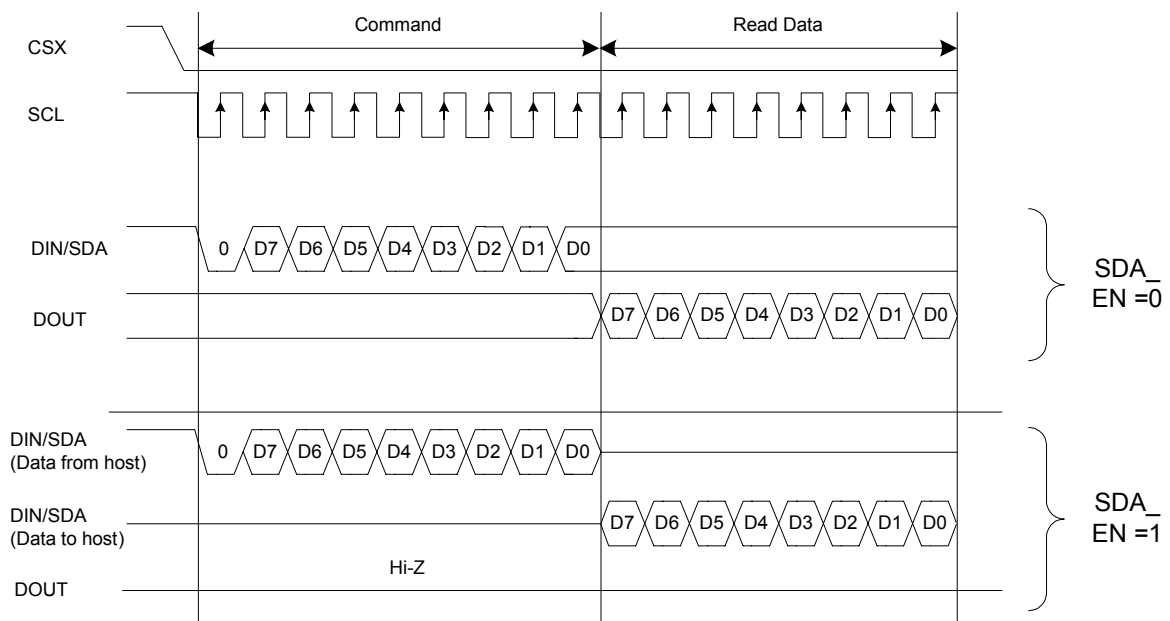 Command
Read Data
CSX
SCL
DIN/SDA
0 D7 D6 D5 D4 D3 D2 D1 D0
SDA_
EN =0
DOUT
D7 D6 D5 D4 D3 D2 D1 D0
DIN/SDA
(Data from host)
0 D7 D6 D5 D4 D3 D2 D1 D0
DIN/SDA
(Data to host)
D7 D6 D5 D4 D3 D2 D1 D0
SDA_
EN =1
Hi-Z
DOUT